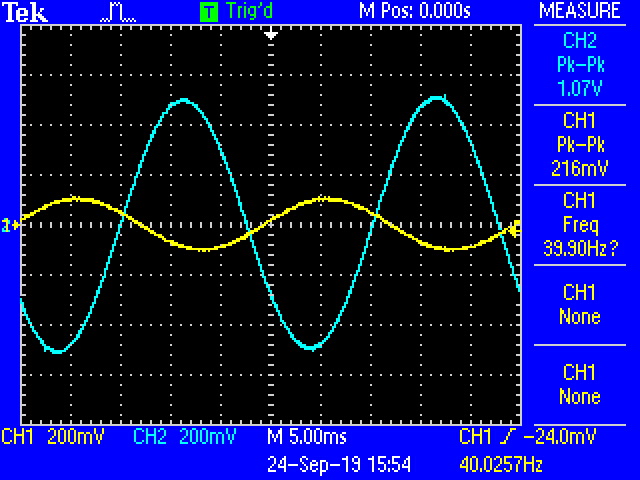 Tek T Trig'd M Pos: 0.000s MEASURE
CH2
Pk-Pk
1.07V
CH1
Pk-Pk
216mV
CH1
Freq
39.90Hz?
CH1
None
CH1
None
CH1 200mV CH2 200mV M 5.00ms CH1 -24.0mV
24-Sep-19 15:54 40.0257Hz